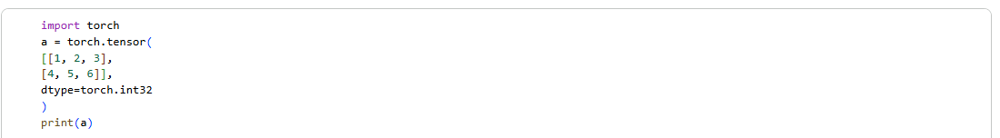 import torch
a = torch.tensor(
[[1, 2, 3],
[4, 5, 6]],
dtype=torch.int32
)
print(a)